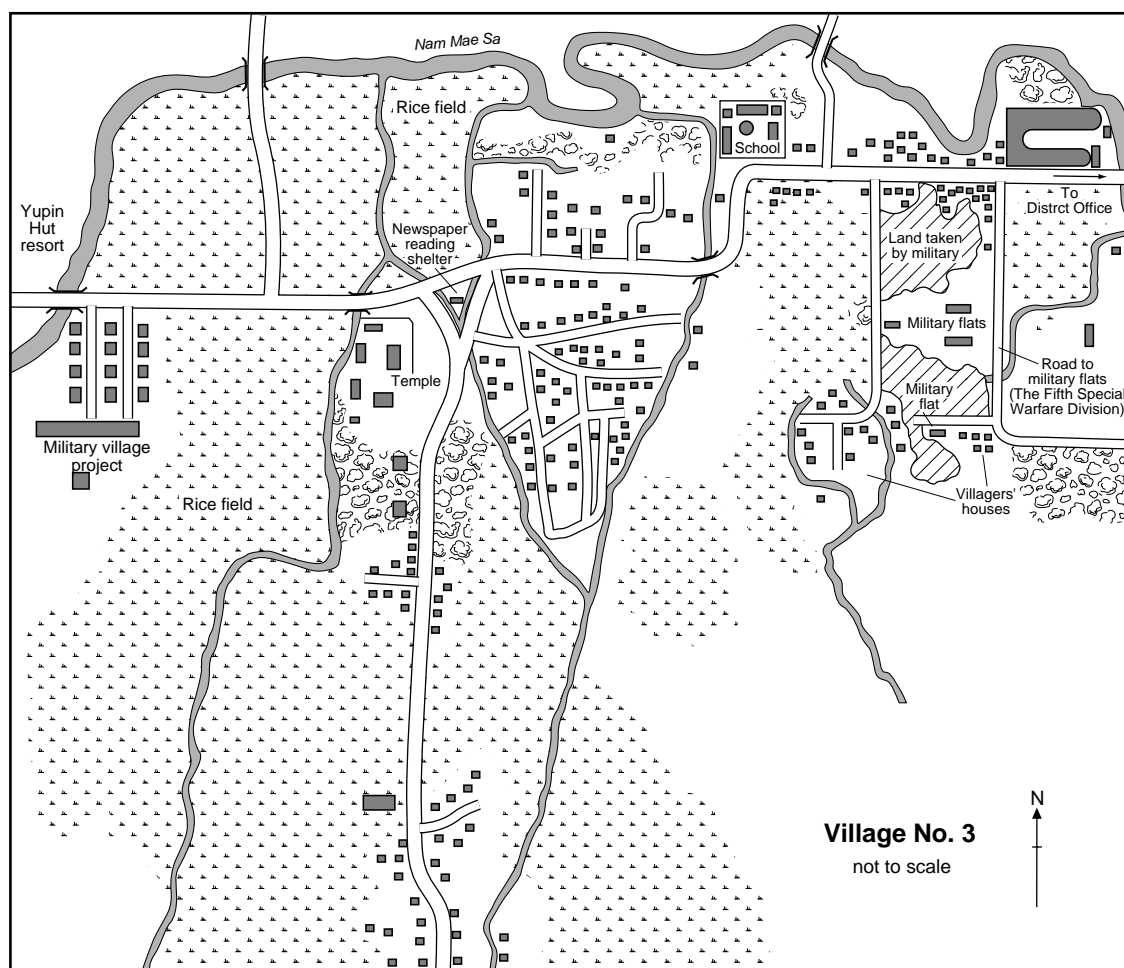 Nam Mae Sa
Rice field
School
Yupin
Hut
resort
Newspaper
reading
shelter
To
Distrct Office
Land taken
by military
Military flats
Temple
Road to
military flats
(The Fifth Special
Warfare Division)
Military
flat
Military village
project
Rice field
Villagers'
houses
N
Village No. 3
not to scale